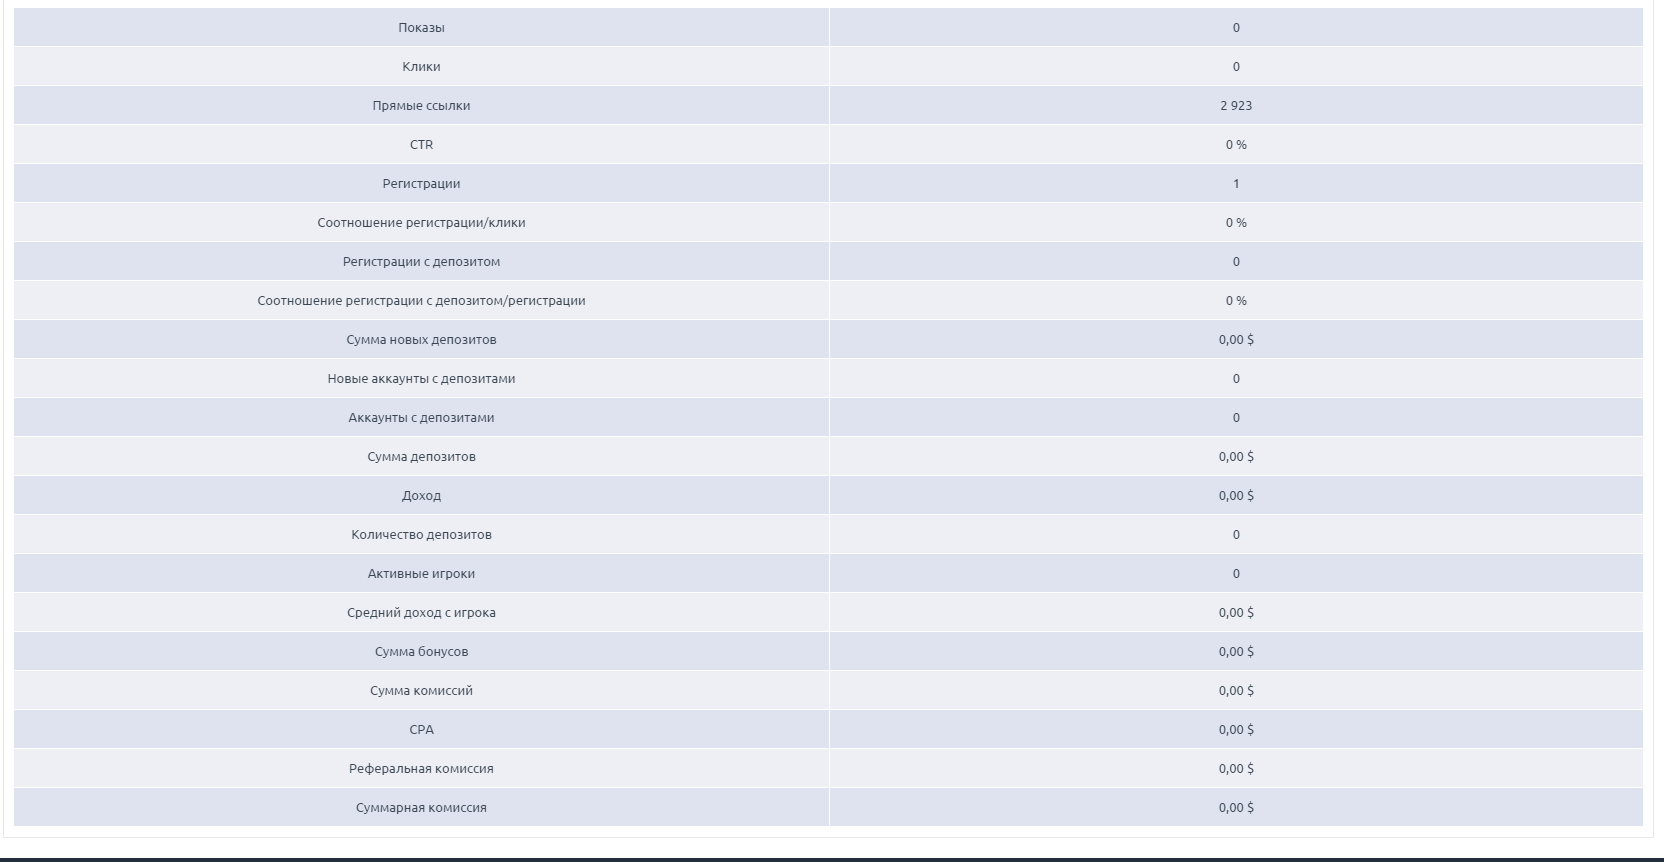 Показы 0
Клики 0
Прямые ссылки 2 923
CTR 0 %
Регистрации 1
Соотношение регистрации/клики 0 %
Регистрации с депозитом 0
Соотношение регистрации с депозитом/регистрации 0 %
Сумма новых депозитов 0,00 $
Новые аккаунты с депозитами 0
Аккаунты с депозитами 0
Сумма депозитов 0,00 $
Доход 0,00 $
Количество депозитов 0
Активные игроки 0
Средний доход с игрока 0,00 $
Сумма бонусов 0,00 $
Сумма комиссий 0,00 $
CPA 0,00 $
Реферальная комиссия 0,00 $
Суммарная комиссия 0,00 $